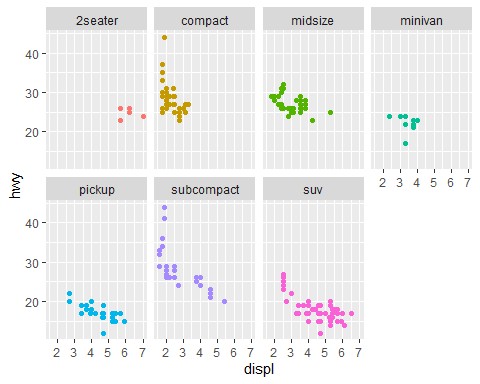 2seater compact midsize minivan
40
30
20
2 3 4 5 6 7
hwy
pickup subcompact suv
40
30
20
2 3 4 5 6 7 2 3 4 5 6 7 2 3 4 5 6 7
displ